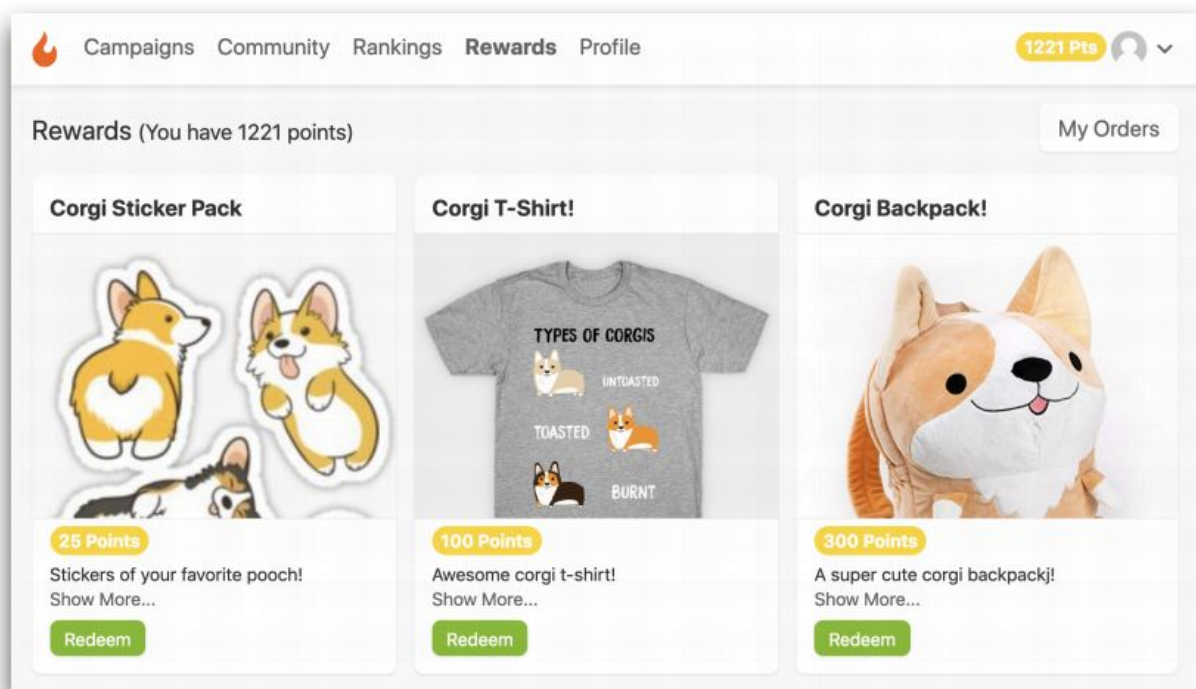 Campaigns Community Rankings Rewards Profile 1221 Pts
Rewards (You have 1221 points) My Orders
Corgi Sticker Pack
Corgi T-Shirt!
Corgi Backpack!
TYPES OF CORGIS
UNTOASTED
TOASTED
BURNT
25 Points
Stickers of your favorite pooch!
Show More...
Redeem
100 Points
Awesome corgi t-shirt!
Show More...
Redeem
300 Points
A super cute corgi backpackj!
Show More...
Redeem